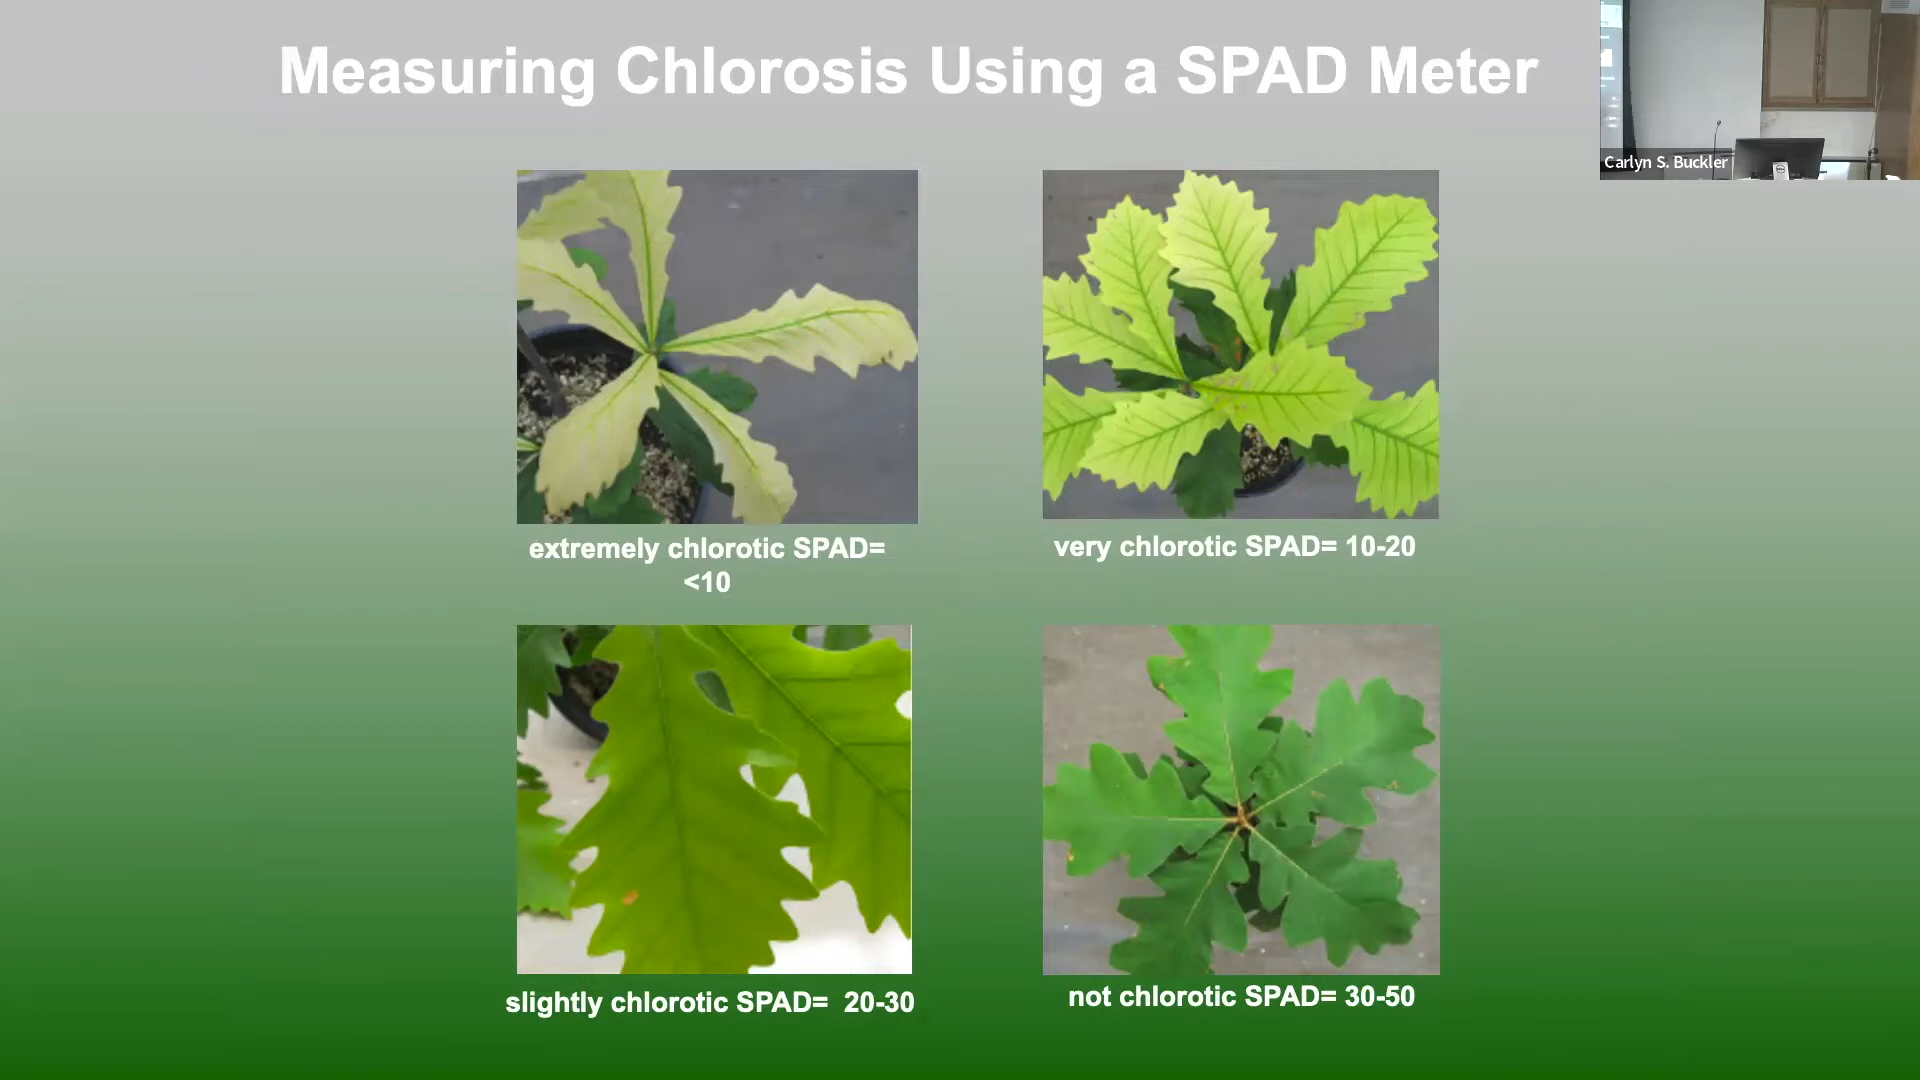 Measuring Chlorosis Using a SPAD Meter
Carlyn S. Buckler
extremely chlorotic SPAD=
<10
very chlorotic SPAD= 10-20
slightly chlorotic SPAD= 20-30
not chlorotic SPAD= 30-50